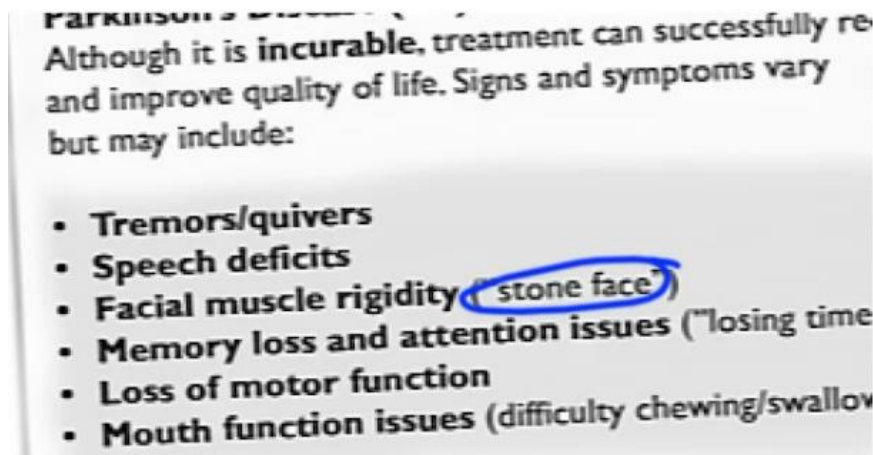 Parkinson's
Although it is incurable, treatment can successfully
and improve quality of life. Signs and symptoms vary
but may include:
• Tremors/quivers
• Speech deficits
• Facial muscle rigidity ("stone face")
• Memory loss and attention issues ("losing time
• Loss of motor function
• Mouth function issues (difficulty chewing/